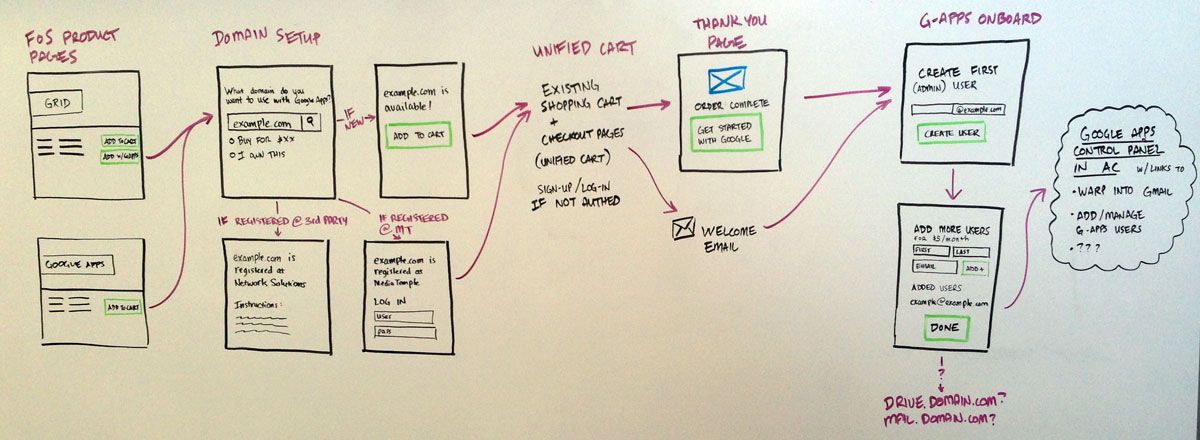 FOS PRODUCT
PAGES
GRID
ADD TO CART
ADD W/GAPPS
GOOGLE APPS
ADD TO CART
DOMAIN SETUP
What domain do you
want to use with Google Apps?
example.com
BUY FOR $XX
I OWN THIS
IF
NEW
example.com is
available!
ADD TO CART
IF REGISTERED @ 3RD PARTY
example.com is
registered at
Network Solutions
Instructions:
IF REGISTERED
@ MT
example.com is
registered at
Media Temple
LOG IN
user
pass
UNIFIED CART
EXISTING
SHOPPING CART
+
CHECKOUT PAGES
(UNIFIED CART)
SIGN-UP/LOG-IN
IF NOT AUTHED
THANK YOU
PAGE
ORDER COMPLETE
GET STARTED
WITH GOOGLE
WELCOME
EMAIL
G-APPS ONBOARD
CREATE FIRST
(ADMIN) USER
@example.com
CREATE USER
ADD MORE USERS
FOR $5/month
FIRST LAST
EMAIL ADD +
ADDED USERS
example@example.com
DONE
?
DRIVE.DOMAIN.COM?
MAIL.DOMAIN.COM?
GOOGLE APPS
CONTROL PANEL
IN AC W/LINKS TO
• WARP INTO GMAIL
• ADD/MANAGE
G-APPS USERS
• ???